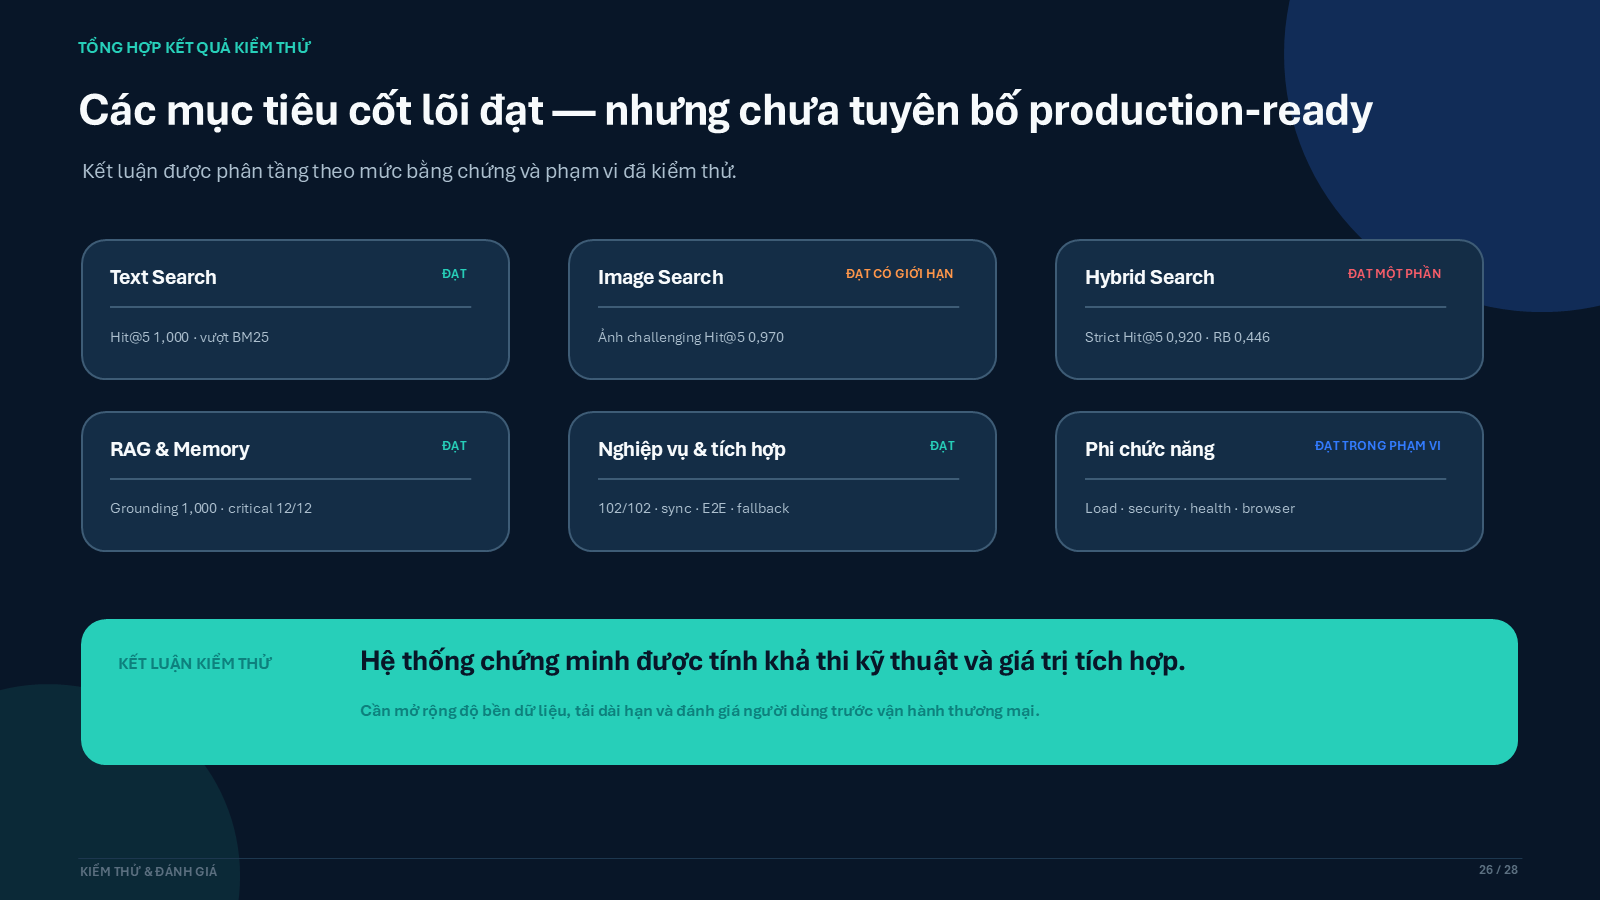 TỔNG HỢP KẾT QUẢ KIỂM THỬ
Các mục tiêu cốt lõi đạt — nhưng chưa tuyên bố production-ready
Kết luận được phân tầng theo mức bằng chứng và phạm vi đã kiểm thử.
Text Search
ĐẠT
Hit@5 1,000 · vượt BM25
Image Search
ĐẠT CÓ GIỚI HẠN
Ảnh challenging Hit@5 0,970
Hybrid Search
ĐẠT MỘT PHẦN
Strict Hit@5 0,920 · RB 0,446
RAG & Memory
ĐẠT
Grounding 1,000 · critical 12/12
Nghiệp vụ & tích hợp
ĐẠT
102/102 · sync · E2E · fallback
Phi chức năng
ĐẠT TRONG PHẠM VI
Load · security · health · browser
KẾT LUẬN KIỂM THỬ
Hệ thống chứng minh được tính khả thi kỹ thuật và giá trị tích hợp.
Cần mở rộng độ bền dữ liệu, tải dài hạn và đánh giá người dùng trước vận hành thương mại.
KIỂM THỬ & ĐÁNH GIÁ
26 / 28